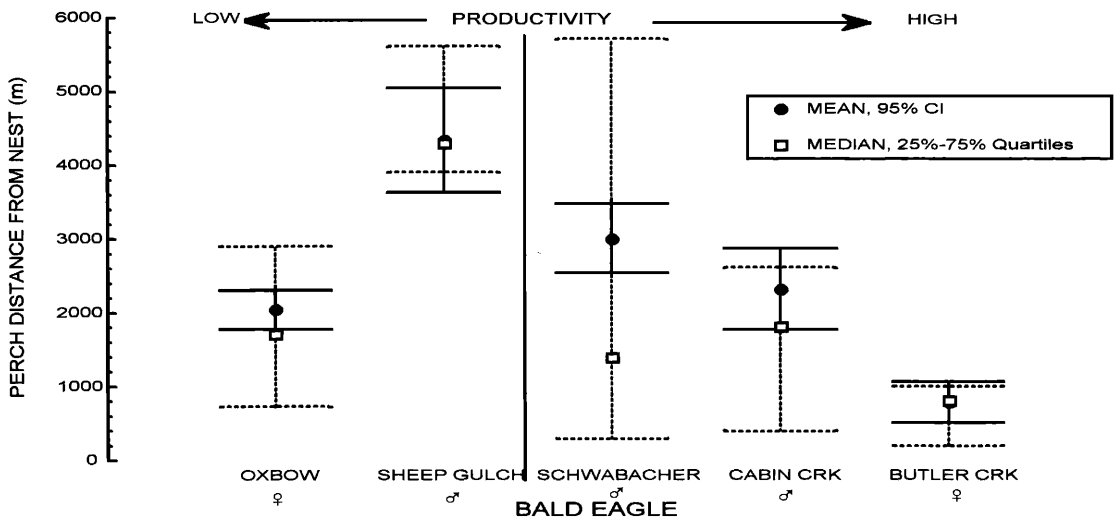 LOW PRODUCTIVITY HIGH
PERCH DISTANCE FROM NEST (m)
6000
5000
4000
3000
2000
1000
0
MEAN, 95% CI
MEDIAN, 25%-75% Quartiles
OXBOW SHEEP GULCH SCHWABACHER CABIN CRK BUTLER CRK
♀ ♂ ♂ ♂ ♀
BALD EAGLE